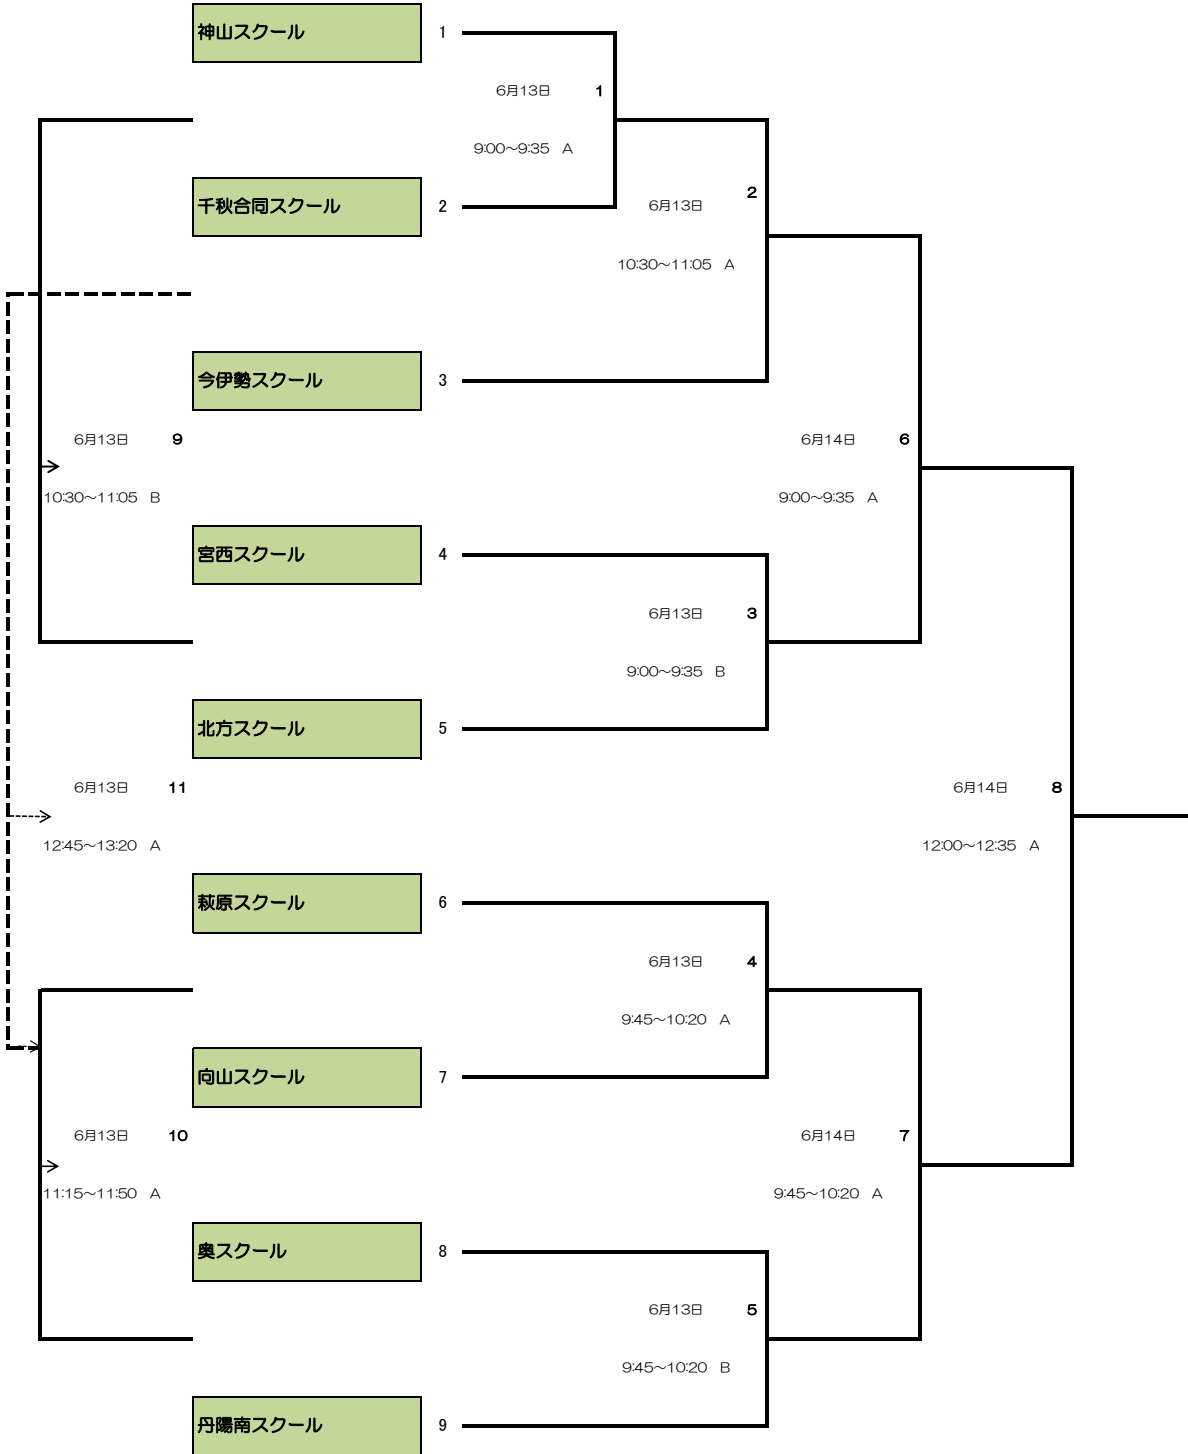 神山スクール 1
6月13日 1
9:00～9:35 A
千秋合同スクール 2
6月13日 2
10:30～11:05 A
今伊勢スクール 3
6月13日 9
10:30～11:05 B
6月14日 6
9:00～9:35 A
宮西スクール 4
6月13日 3
9:00～9:35 B
北方スクール 5
6月13日 11
12:45～13:20 A
6月14日 8
12:00～12:35 A
萩原スクール 6
6月13日 4
9:45～10:20 A
向山スクール 7
6月13日 10
11:15～11:50 A
6月14日 7
9:45～10:20 A
奥スクール 8
6月13日 5
9:45～10:20 B
丹陽南スクール 9